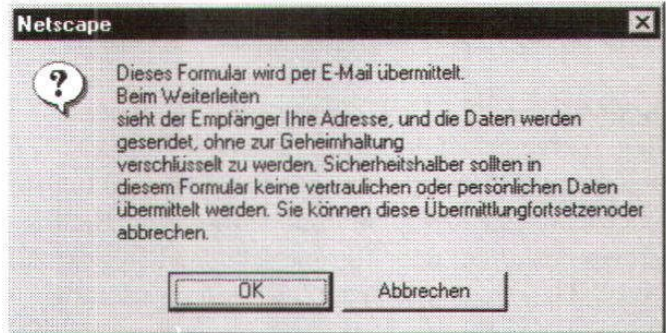 Netscape
Dieses Formular wird per E-Mail übermittelt.
Beim Weiterleiten
sieht der Empfänger Ihre Adresse, und die Daten werden
gesendet, ohne zur Geheimhaltung
verschlüsselt zu werden. Sicherheitshalber sollten in
diesem Formular keine vertraulichen oder persönlichen Daten
übermittelt werden. Sie können diese Übermittlungfortsetzenoder
abbrechen.
OK Abbrechen